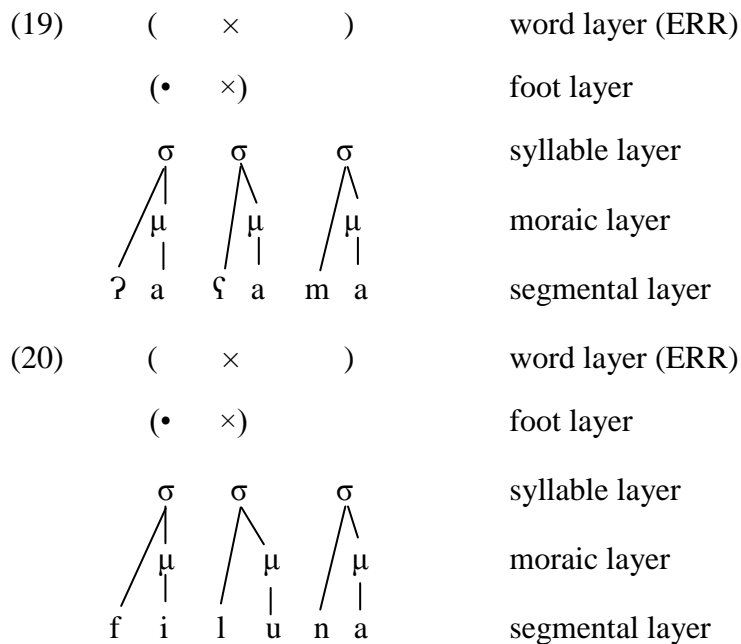 (19) ( × ) word layer (ERR)
(• ×) foot layer
σ σ σ syllable layer
μ μ μ moraic layer
ʔ a ʕ a m a segmental layer
(20) ( × ) word layer (ERR)
(• ×) foot layer
σ σ σ syllable layer
μ μ μ moraic layer
f i l u n a segmental layer